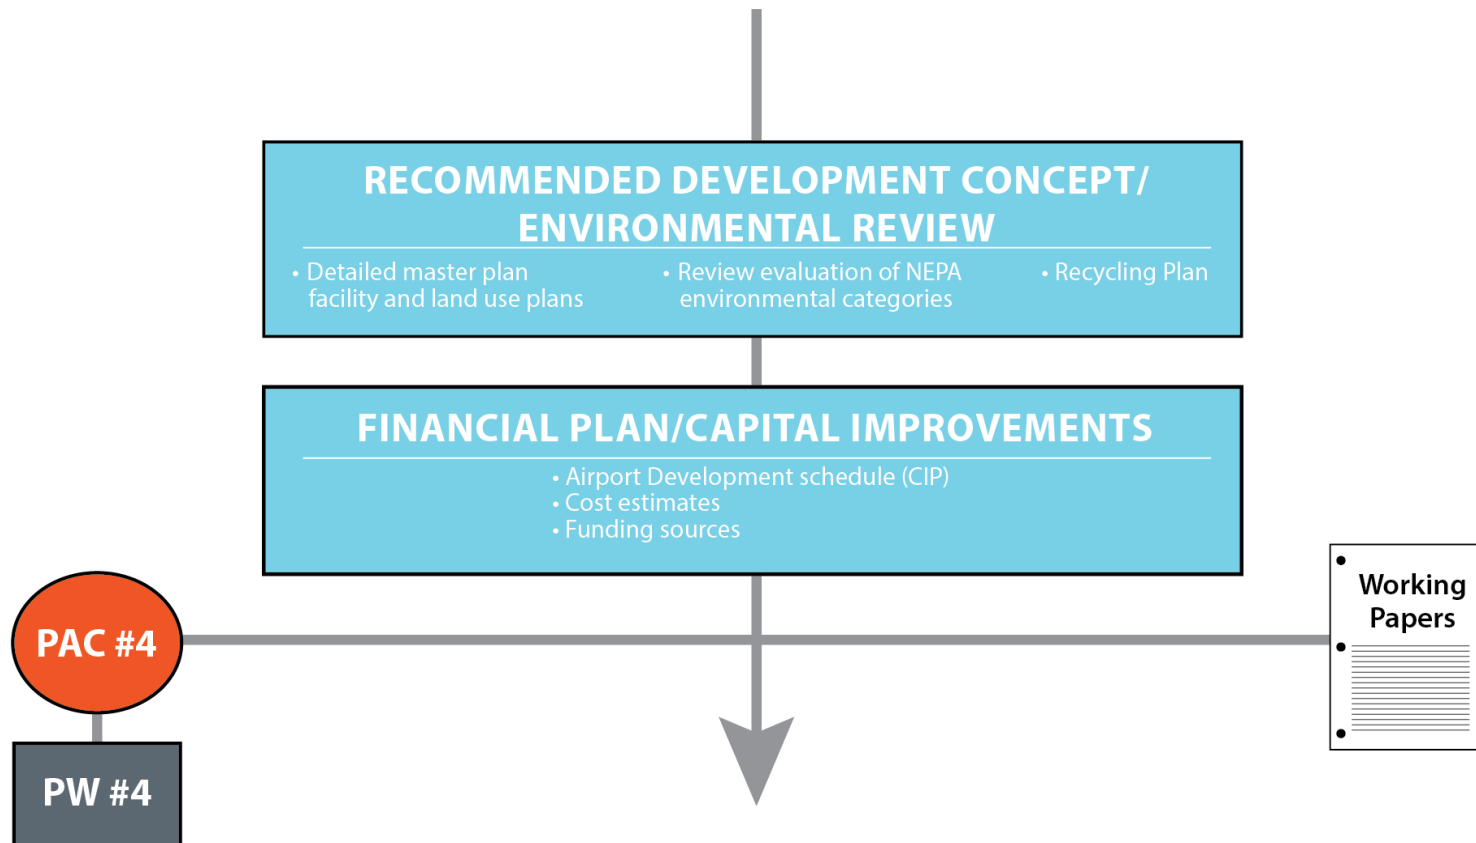 RECOMMENDED DEVELOPMENT CONCEPT/
ENVIRONMENTAL REVIEW
• Detailed master plan
facility and land use plans
• Review evaluation of NEPA
environmental categories
• Recycling Plan
FINANCIAL PLAN/CAPITAL IMPROVEMENTS
• Airport Development schedule (CIP)
• Cost estimates
• Funding sources
PAC #4
PW #4
Working
Papers